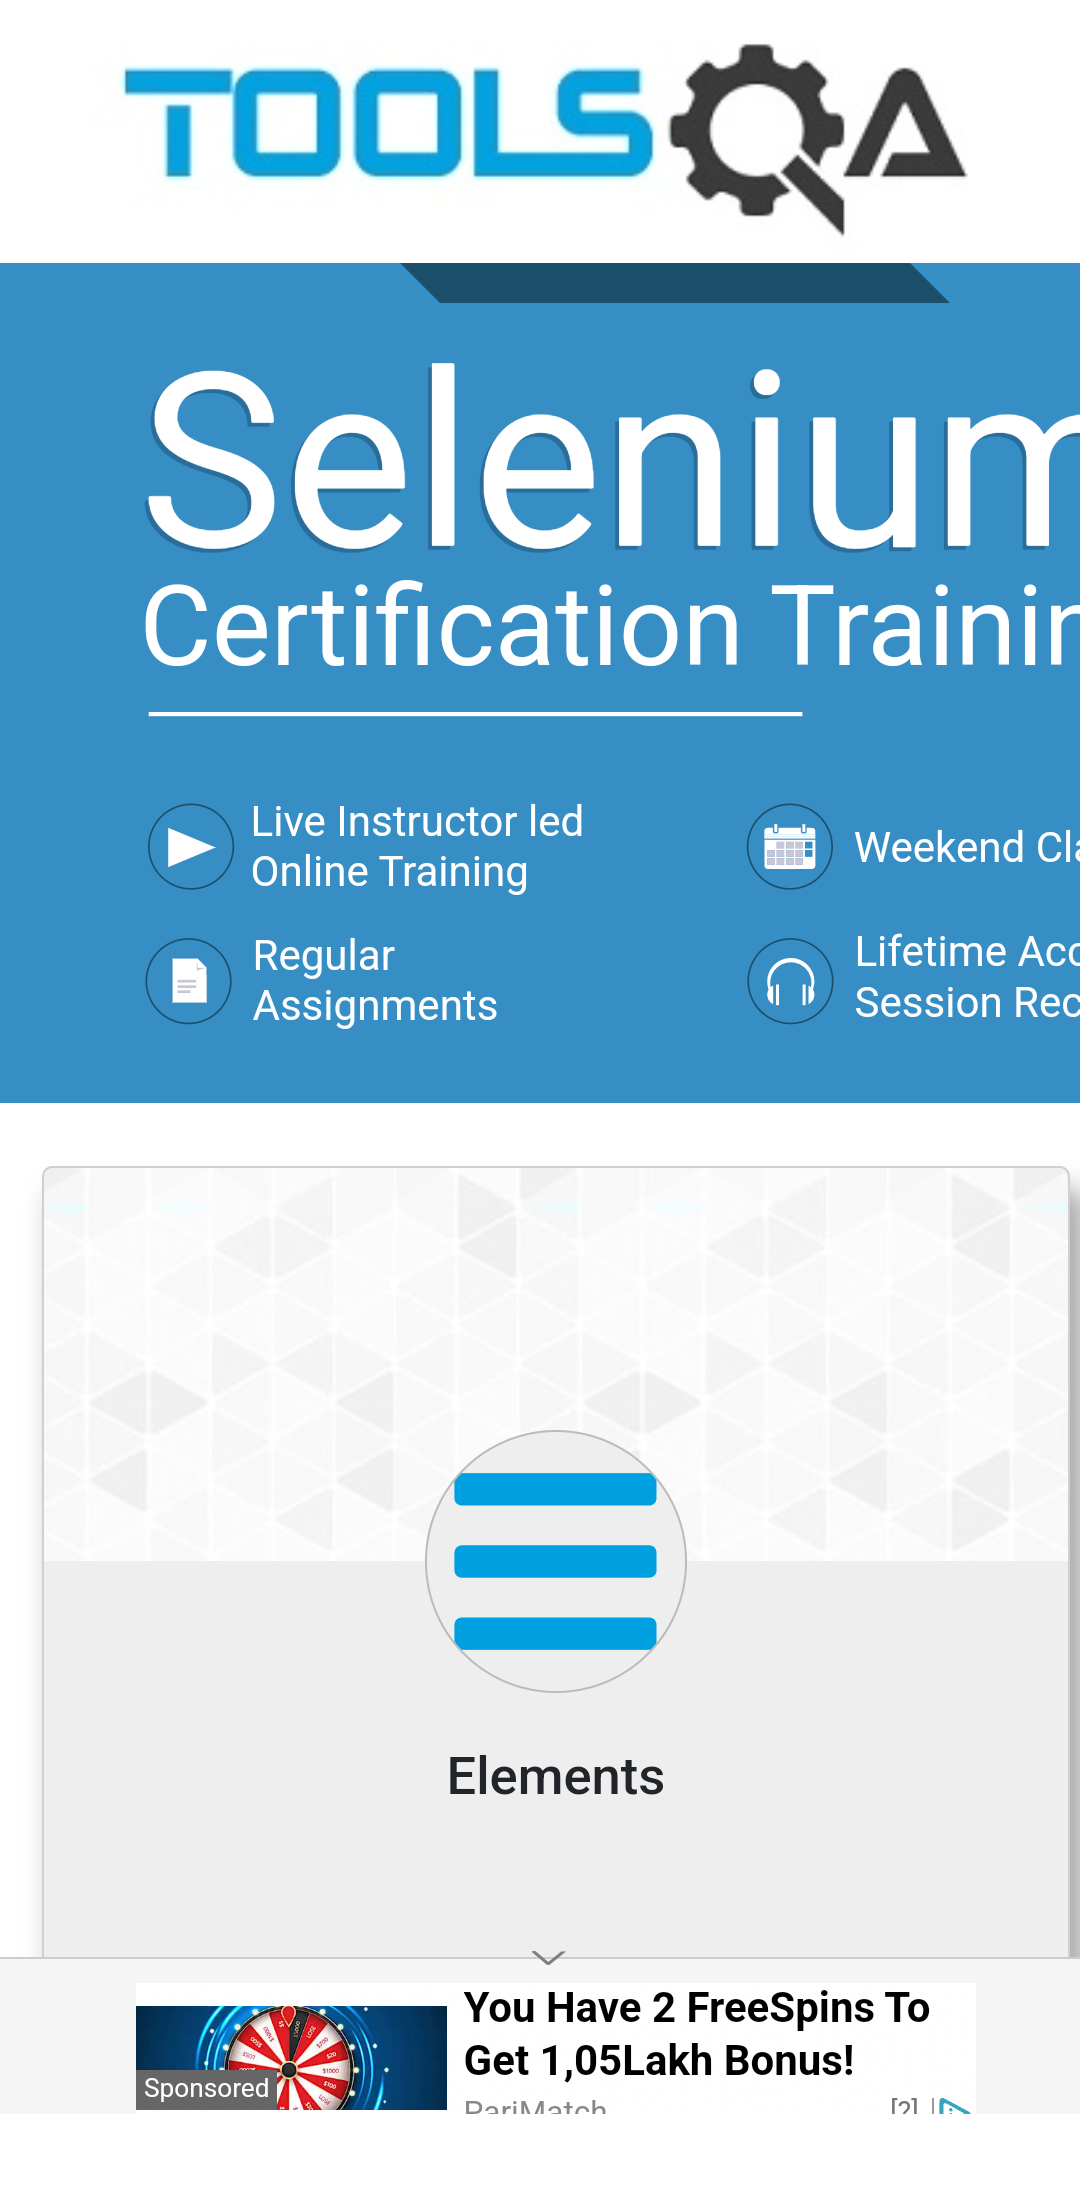 TOOLSQA
Selenium
Certification Trainin
Live Instructor led
Online Training
Weekend Cla
Regular
Assignments
Lifetime Acc
Session Rec
Elements
You Have 2 FreeSpins To
Get 1,05Lakh Bonus!
Sponsored
PariMatch
[?]